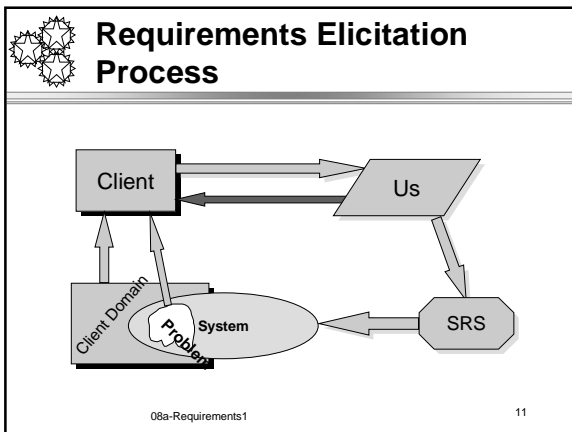 Requirements Elicitation
Process
Client
Us
Client Domain
Problem
System
SRS
08a-Requirements1
11